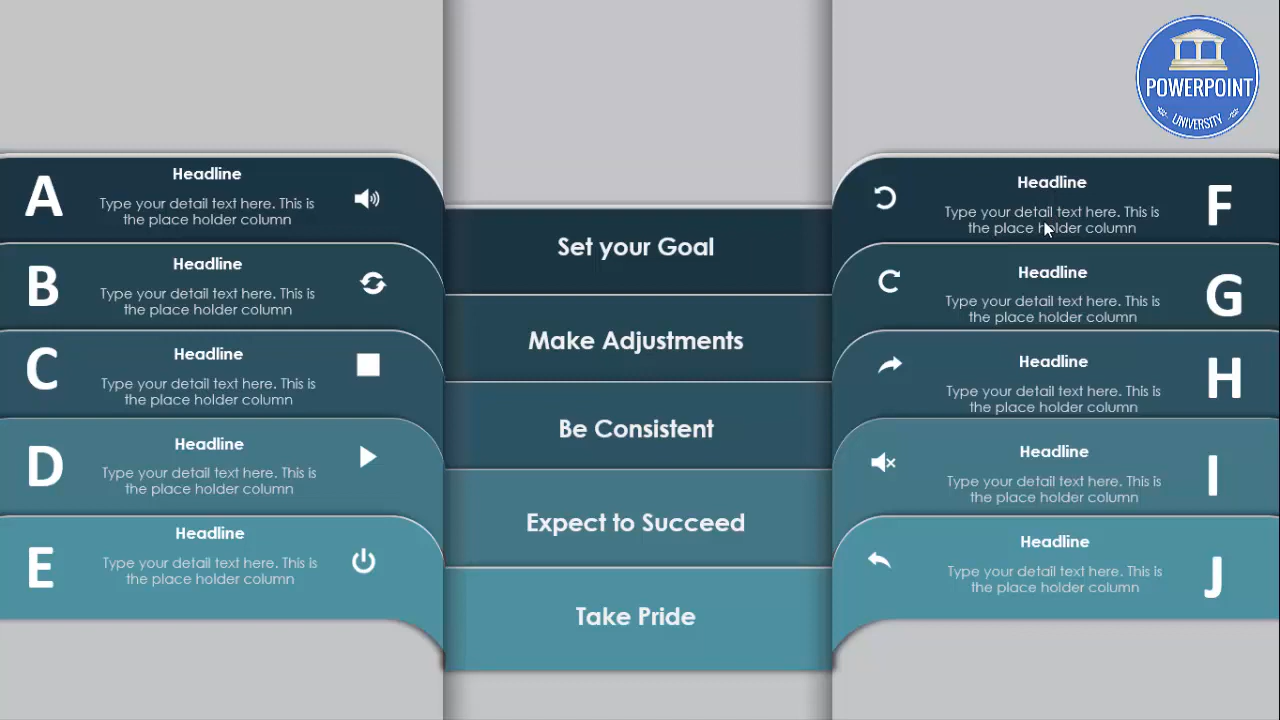 POWERPOINT
UNIVERSITY
A
Headline
Type your detail text here. This is
the place holder column
B
Headline
Type your detail text here. This is
the place holder column
C
Headline
Type your detail text here. This is
the place holder column
D
Headline
Type your detail text here. This is
the place holder column
E
Headline
Type your detail text here. This is
the place holder column
Set your Goal
Make Adjustments
Be Consistent
Expect to Succeed
Take Pride
Headline
Type your detail text here. This is
the place holder column
F
Headline
Type your detail text here. This is
the place holder column
G
Headline
Type your detail text here. This is
the place holder column
H
Headline
Type your detail text here. This is
the place holder column
I
Headline
Type your detail text here. This is
the place holder column
J